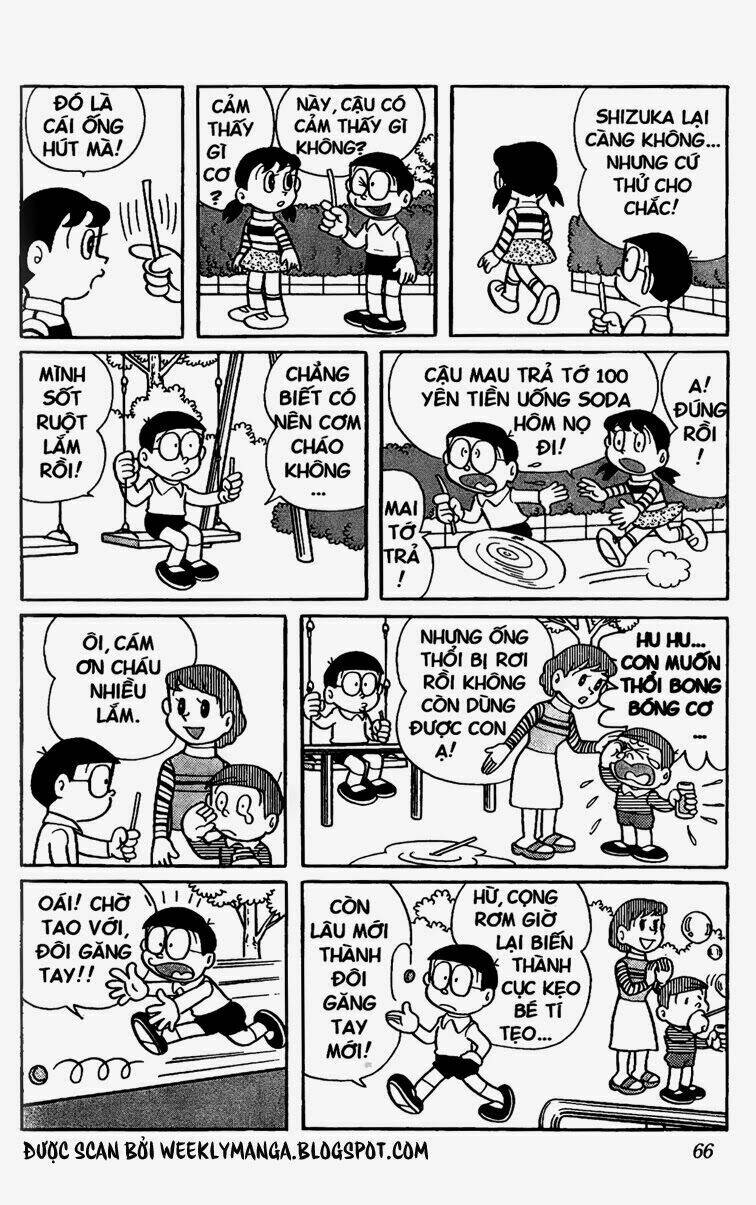 SHIZUKA LẠI
CÀNG KHÔNG...
NHƯNG CỨ
THỬ CHO
CHẮC!
NÀY, CẬU CÓ
CẢM THẤY GÌ
KHÔNG?
CẢM
THẤY
GÌ
CƠ
?
ĐÓ LÀ
CÁI ỐNG
HÚT MÀ!
A!
ĐÚNG
RỒI
!
CẬU MAU TRẢ TỚ 100
YÊN TIỀN UỐNG SODA
HÔM NỌ
ĐI!
MAI
TỚ
TRẢ
!
CHẲNG
BIẾT CÓ
NÊN CƠM
CHÁO
KHÔNG
...
MÌNH
SỐT
RUỘT
LẮM
RỒI!
HU HU...
CON MUỐN
THỔI BONG
BÓNG CƠ
...
NHƯNG ỐNG
THỔI BỊ RƠI
RỒI KHÔNG
CÒN DÙNG
ĐƯỢC CON
Ạ!
ÔI, CÁM
ƠN CHÁU
NHIỀU
LẮM.
HỪ, CỌNG
RƠM GIỜ
LẠI BIẾN
THÀNH
CỤC KẸO
BÉ TÍ
TẸO...
CÒN
LÂU MỚI
THÀNH
ĐÔI
GĂNG
TAY
MỚI!
OÁI! CHỜ
TAO VỚI,
ĐÔI GĂNG
TAY!!
ĐƯỢC SCAN BỞI WEEKLYMANGA.BLOGSPOT.COM
66